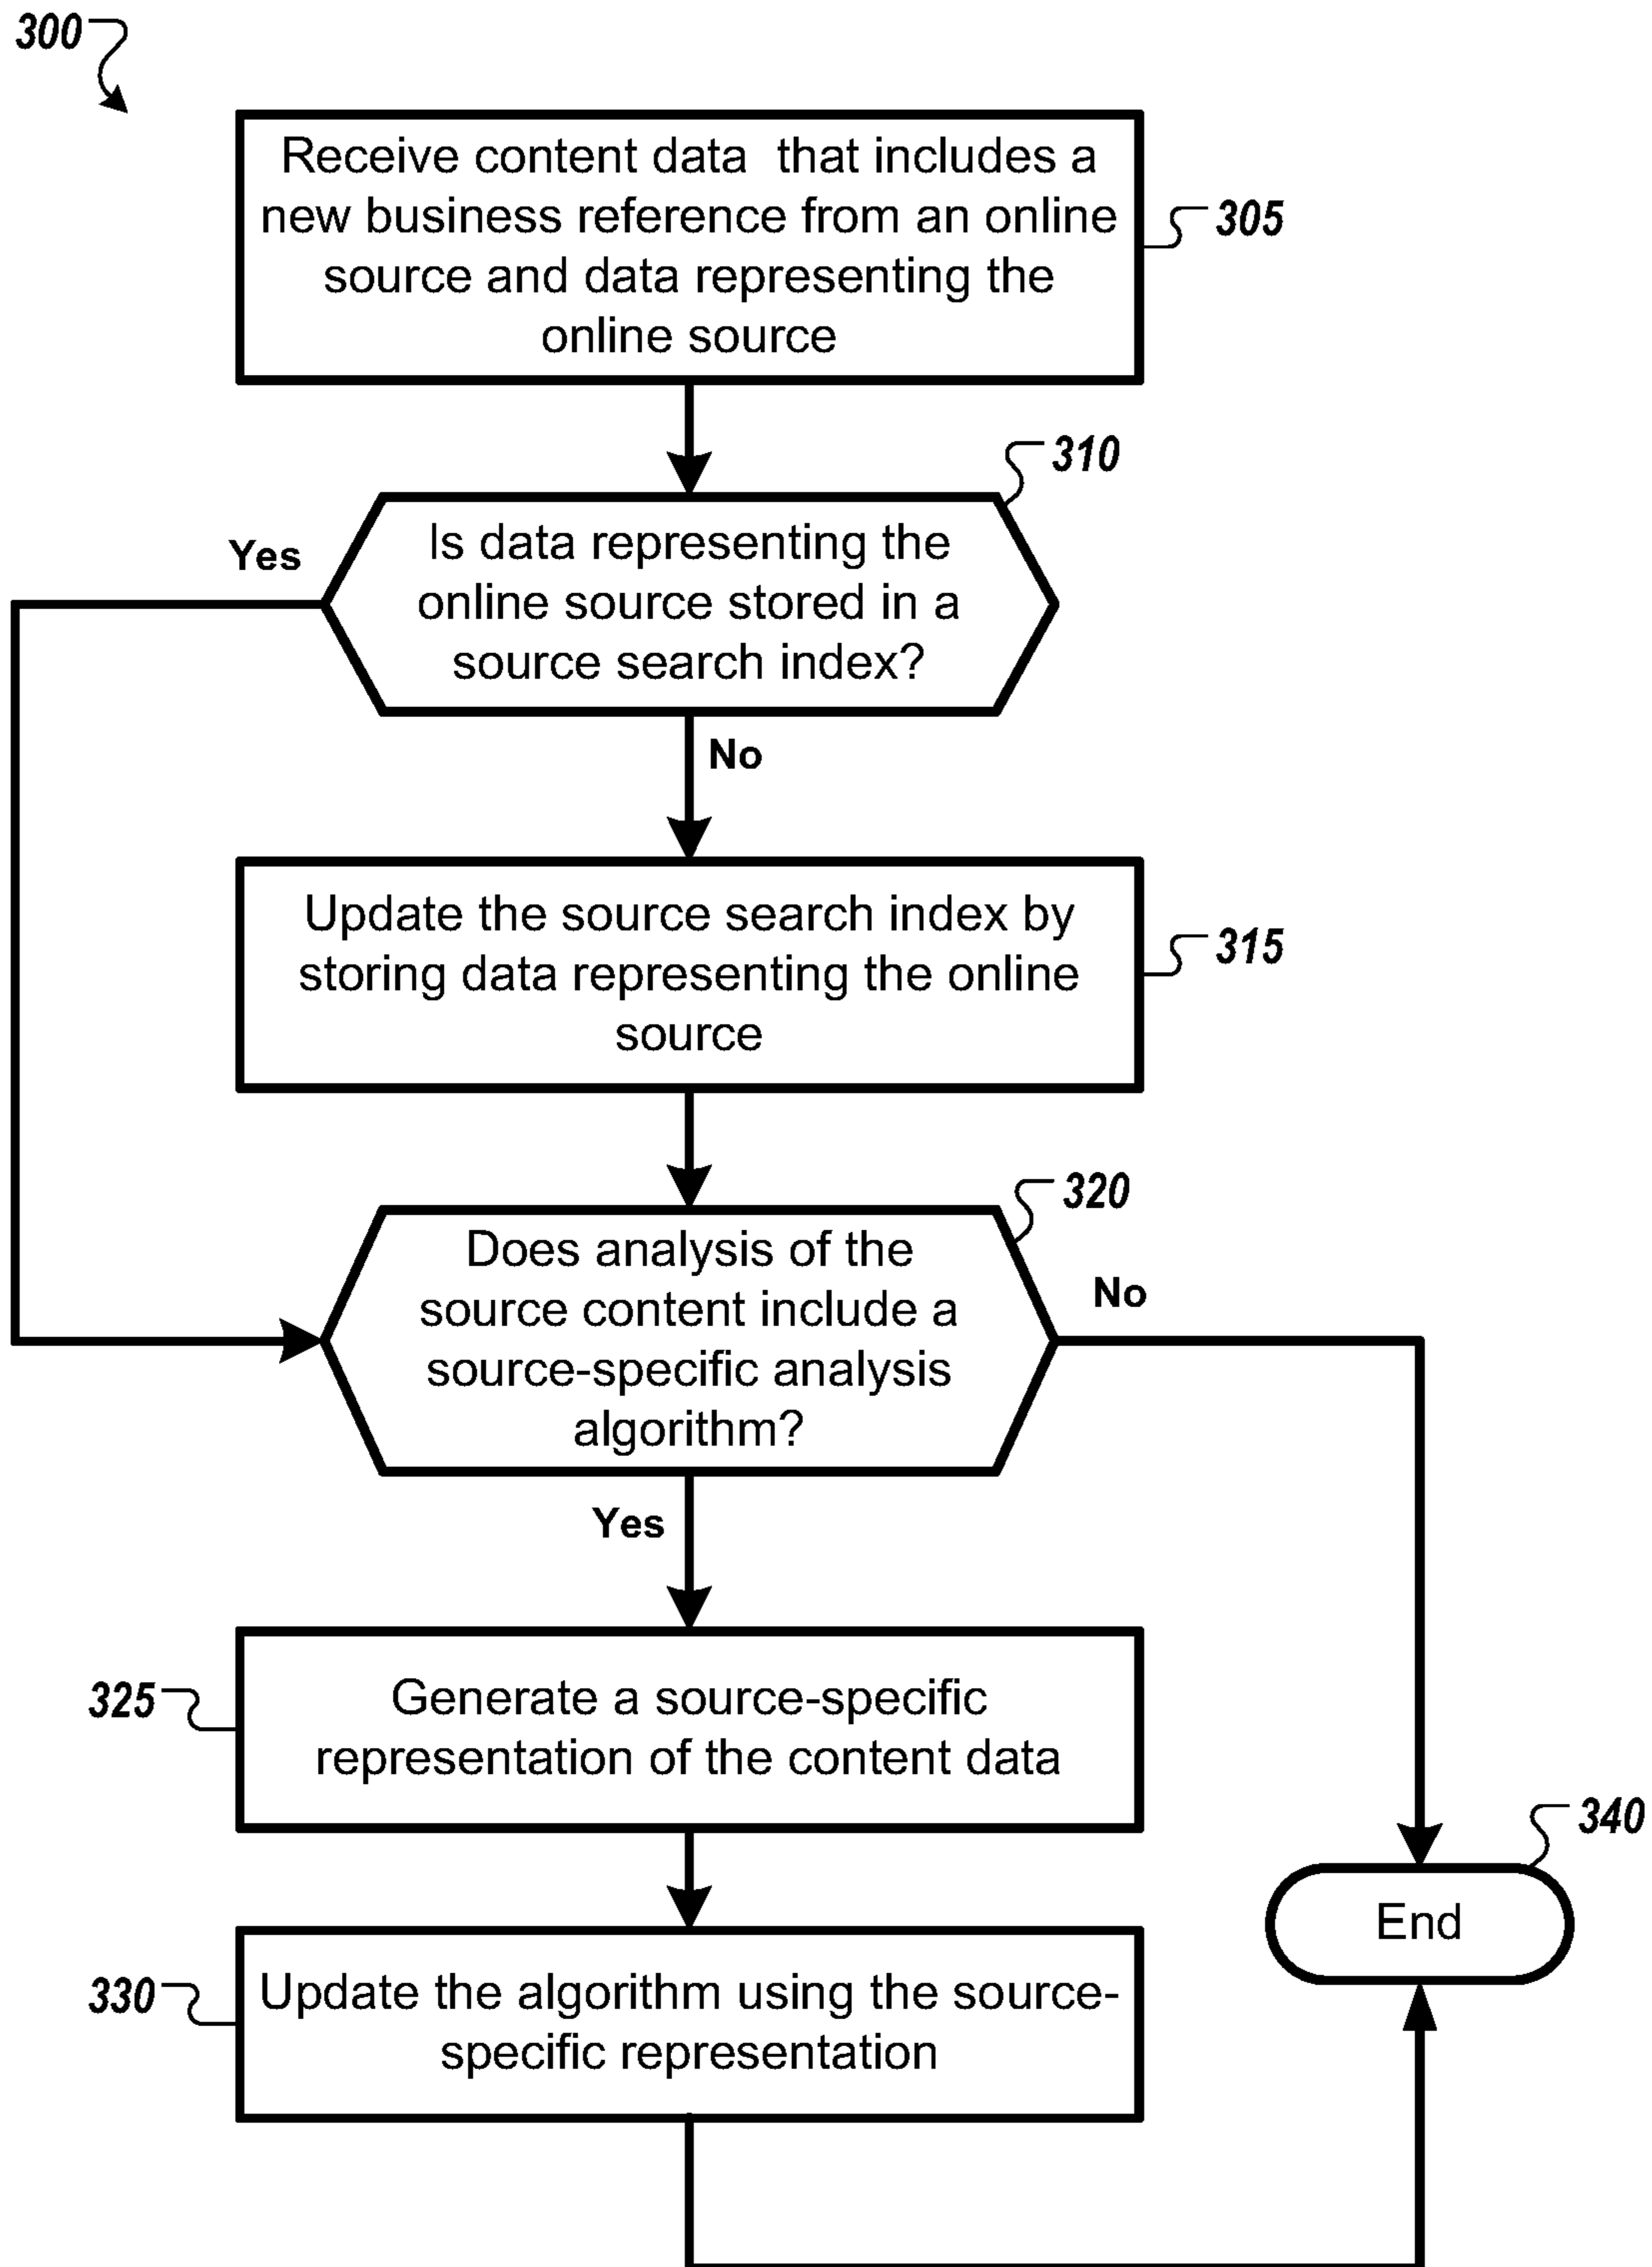 300
Receive content data that includes a
new business reference from an online
source and data representing the
online source
305
310
Is data representing the
online source stored in a
source search index?
Yes
No
Update the source search index by
storing data representing the online
source
315
320
Does analysis of the
source content include a
source-specific analysis
algorithm?
No
Yes
325
Generate a source-specific
representation of the content data
340
End
330
Update the algorithm using the source-
specific representation